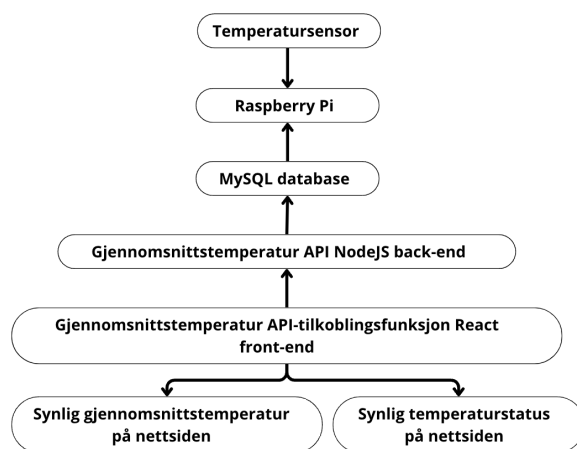 Temperatursensor
Raspberry Pi
MySQL database
Gjennomsnittstemperatur API NodeJS back-end
Gjennomsnittstemperatur API-tilkoblingsfunksjon React
front-end
Synlig gjennomsnittstemperatur
på nettsiden
Synlig temperaturstatus
på nettsiden